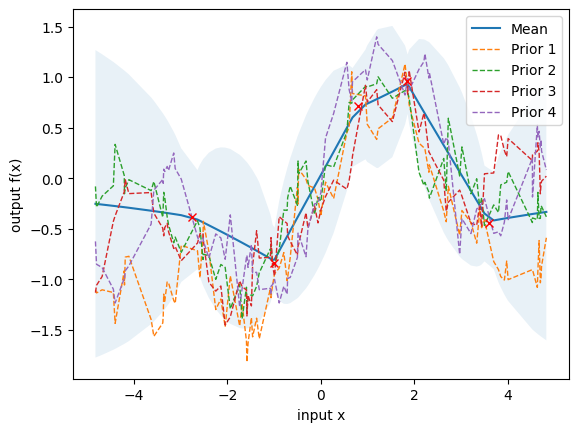 1.5
1.0
0.5
0.0
−0.5
−1.0
−1.5
output f(x)
Mean
Prior 1
Prior 2
Prior 3
Prior 4
−4 −2 0 2 4
input x